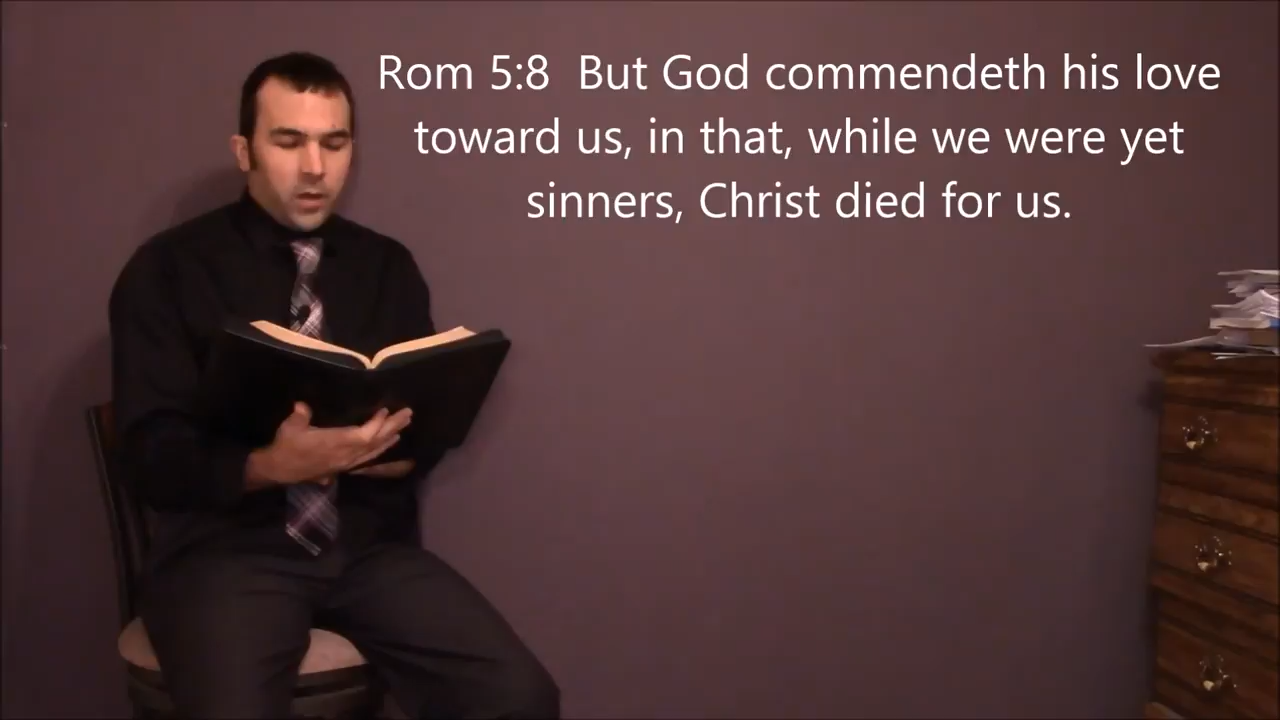 Rom 5:8  But God commendeth his love
toward us, in that, while we were yet
sinners, Christ died for us.